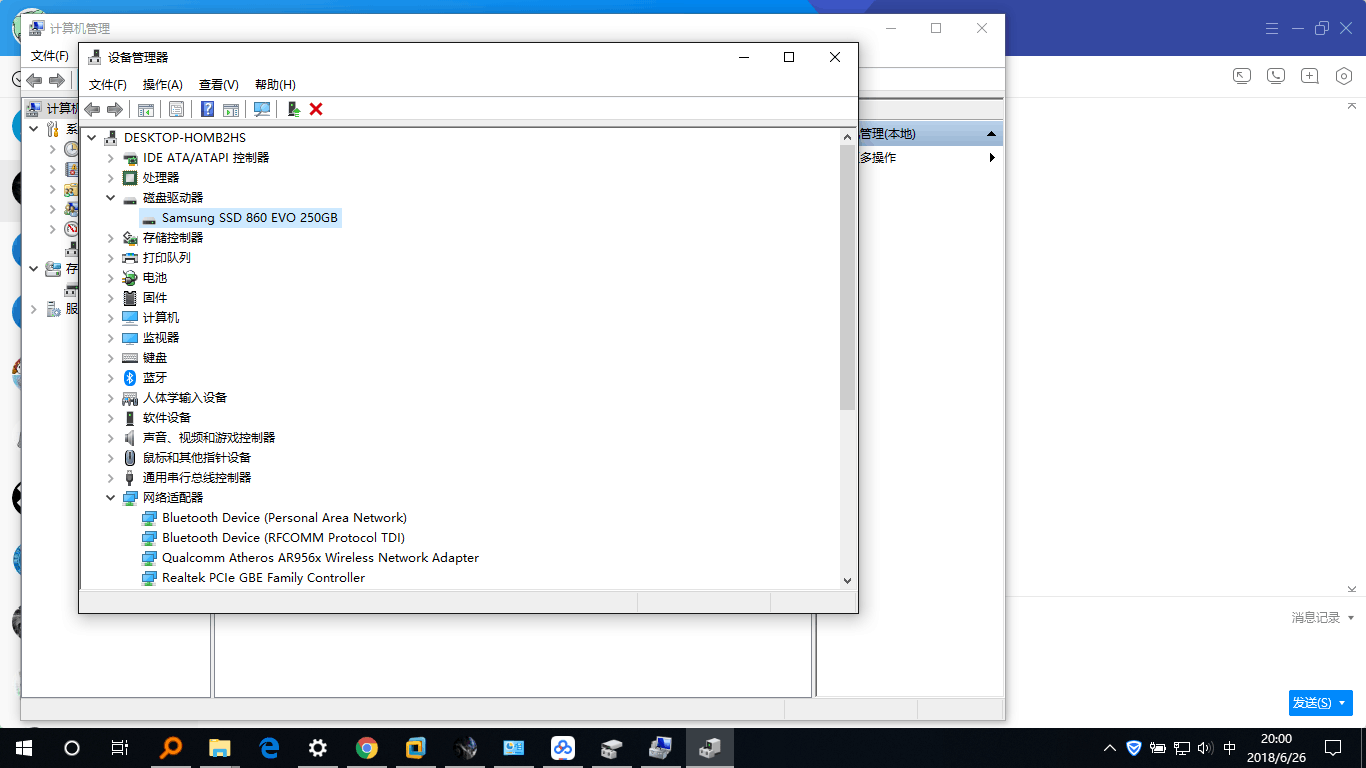 计算机管理
文件(F)
设备管理器
文件(F) 操作(A) 查看(V) 帮助(H)
计算机
系
存
服
DESKTOP-HOMB2HS
IDE ATA/ATAPI 控制器
处理器
磁盘驱动器
Samsung SSD 860 EVO 250GB
存储控制器
打印队列
电池
固件
计算机
监视器
键盘
蓝牙
人体学输入设备
软件设备
声音、视频和游戏控制器
鼠标和其他指针设备
通用串行总线控制器
网络适配器
Bluetooth Device (Personal Area Network)
Bluetooth Device (RFCOMM Protocol TDI)
Qualcomm Atheros AR956x Wireless Network Adapter
Realtek PCIe GBE Family Controller
管理(本地)
多操作
消息记录
发送(S)
中
20:00
2018/6/26